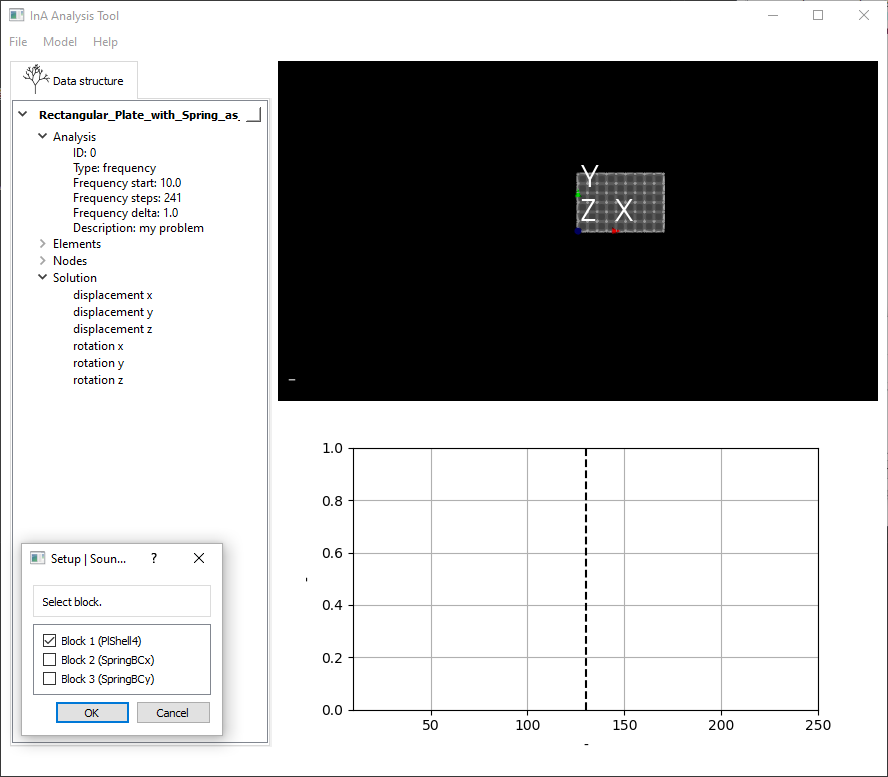 InA Analysis Tool
File Model Help
Data structure
Rectangular_Plate_with_Spring_as_
Analysis
ID: 0
Type: frequency
Frequency start: 10.0
Frequency steps: 241
Frequency delta: 1.0
Description: my problem
Elements
Nodes
Solution
displacement x
displacement y
displacement z
rotation x
rotation y
rotation z
Setup | Soun... ?
Select block.
Block 1 (PlShell4)
Block 2 (SpringBCx)
Block 3 (SpringBCy)
OK Cancel
Y
Z X
-
1.0
0.8
0.6
0.4
0.2
0.0
-
50 100 150 200 250
-